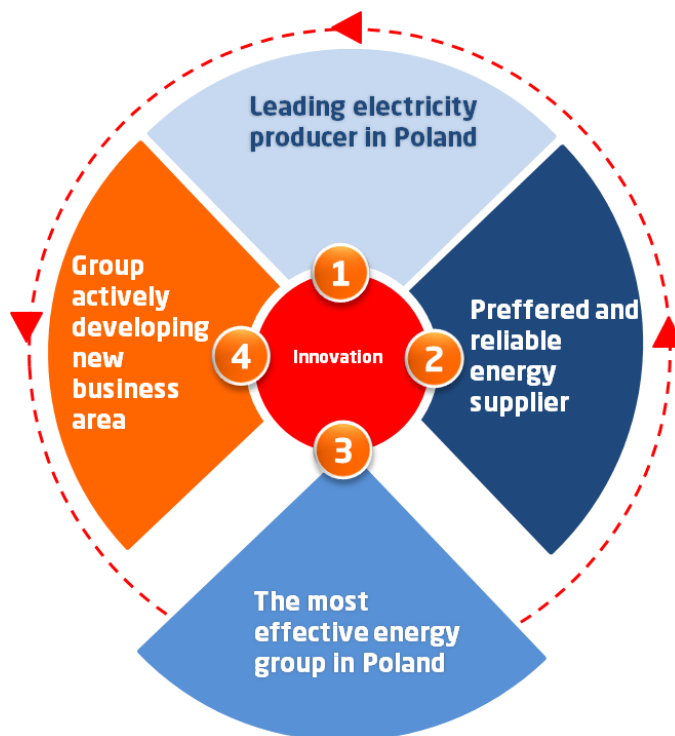 Leading electricity
producer in Poland
1
Group
actively
developing
new
business
area
4
Innovation
2
Preffered and
reliable
energy
supplier
3
The most
effective energy
group in Poland